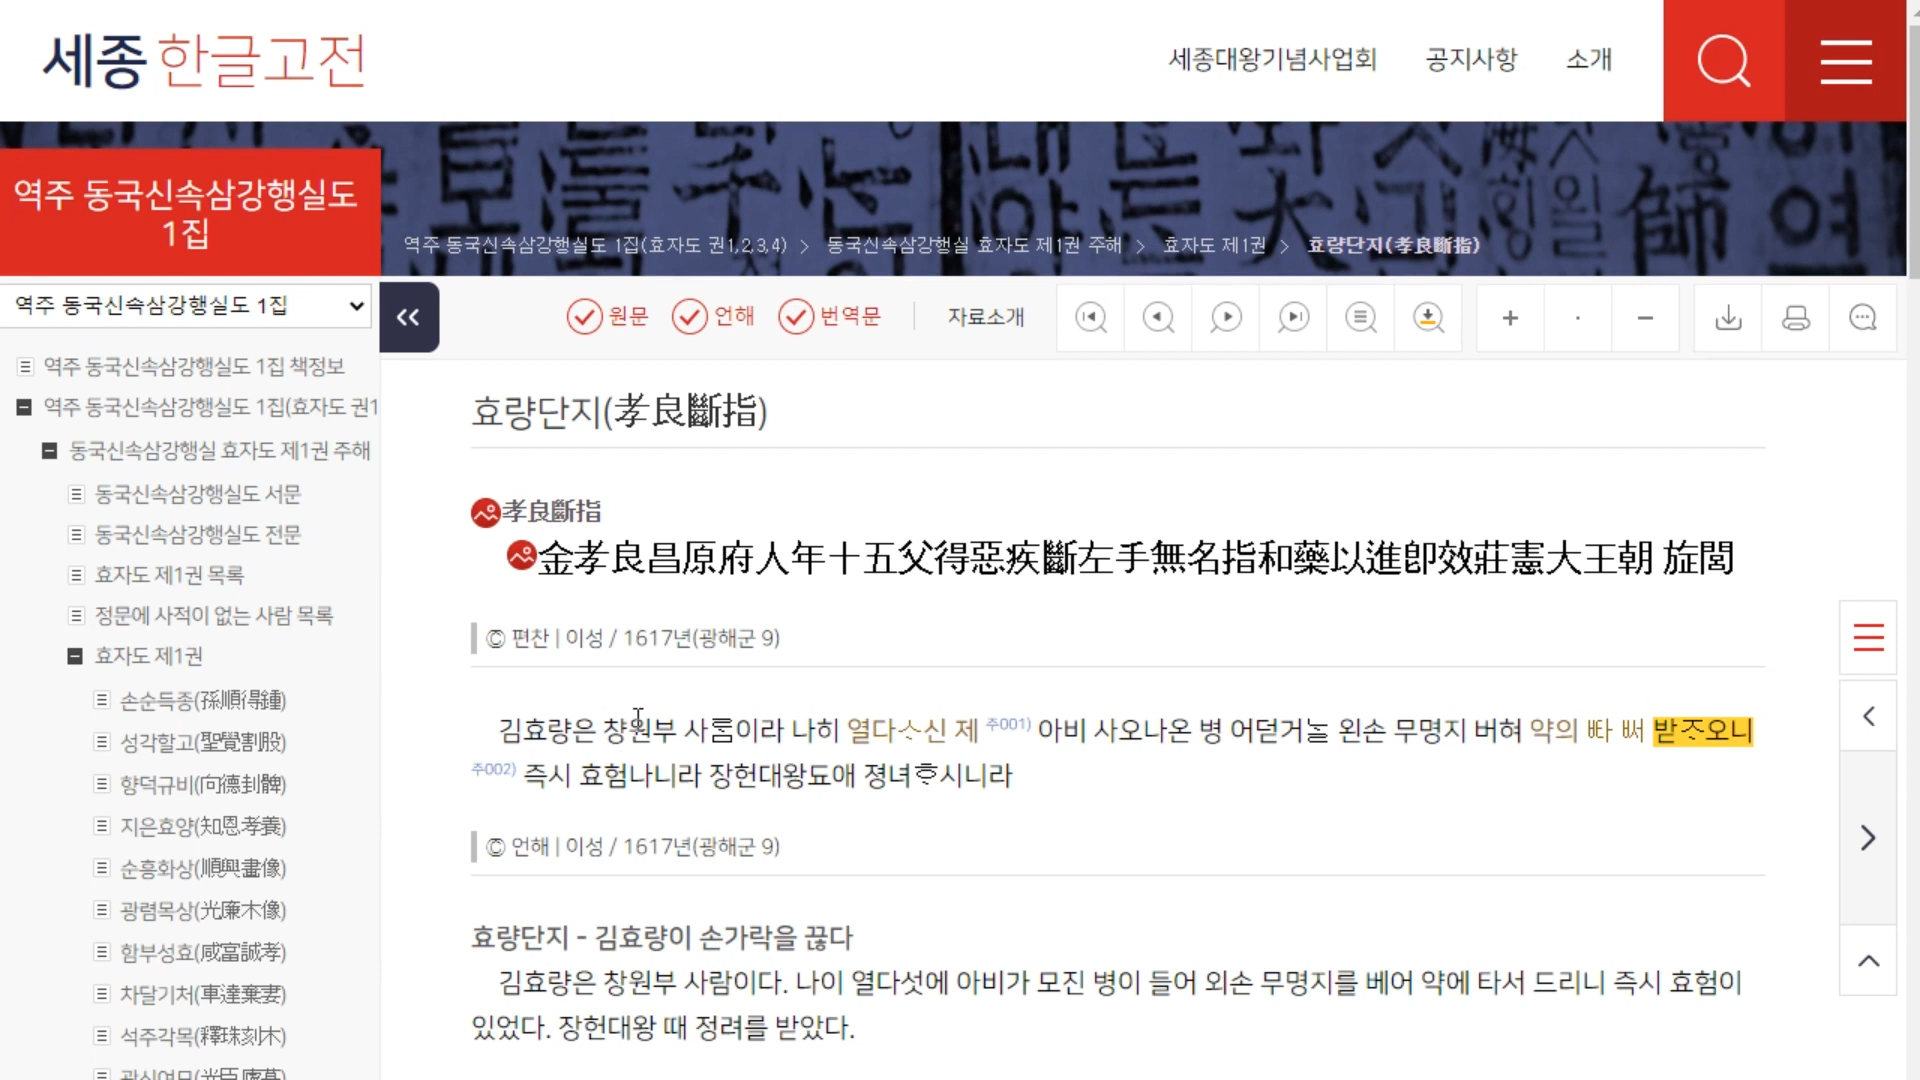 세종 한글고전
세종대왕기념사업회 공지사항 소개
역주 동국신속삼강행실도 1집
역주 동국신속삼강행실도 1집(효자도 권1,2,3,4) > 동국신속삼강행실 효자도 제1권 주해 > 효자도 제1권 > 효량단지(孝良斷指)
역주 동국신속삼강행실도 1집
원문 언해 번역문 자료소개
역주 동국신속삼강행실도 1집 책정보
역주 동국신속삼강행실도 1집(효자도 권1
동국신속삼강행실 효자도 제1권 주해
동국신속삼강행실도 서문
동국신속삼강행실도 전문
효자도 제1권 목록
정문에 사적이 없는 사람 목록
효자도 제1권
손순득종(孫順得鍾)
성각할고(聖覺割股)
향덕규비(向德刲髀)
지은효양(知恩孝養)
순흥화상(順興畫像)
광렴목상(光廉木像)
함부성효(咸富誠孝)
차달기처(車達棄妻)
석주각목(釋珠刻木)
광신여묘(光臣廬墓)
효량단지(孝良斷指)
孝良斷指
金孝良昌原府人年十五父得惡疾斷左手無名指和藥以進卽效莊憲大王朝 旌閭
ⓒ 편찬 | 이성 / 1617년(광해군 9)
김효량은 챵원부 사ᄅᆞᆷ이라 나히 열다ᄉᆞ신 제 주001) 아비 사오나온 병 어덛거ᄂᆞᆯ 왼손 무명지 버혀 약의 ᄩᅡ ᄡᅥ 받ᄌᆞ오니
주002) 즉시 효험나니라 장헌대왕됴애 졍녀ᄒᆞ시니라
ⓒ 언해 | 이성 / 1617년(광해군 9)
효량단지 - 김효량이 손가락을 끊다
김효량은 창원부 사람이다. 나이 열다섯에 아비가 모진 병이 들어 외손 무명지를 베어 약에 타서 드리니 즉시 효험이
있었다. 장헌대왕 때 정려를 받았다.